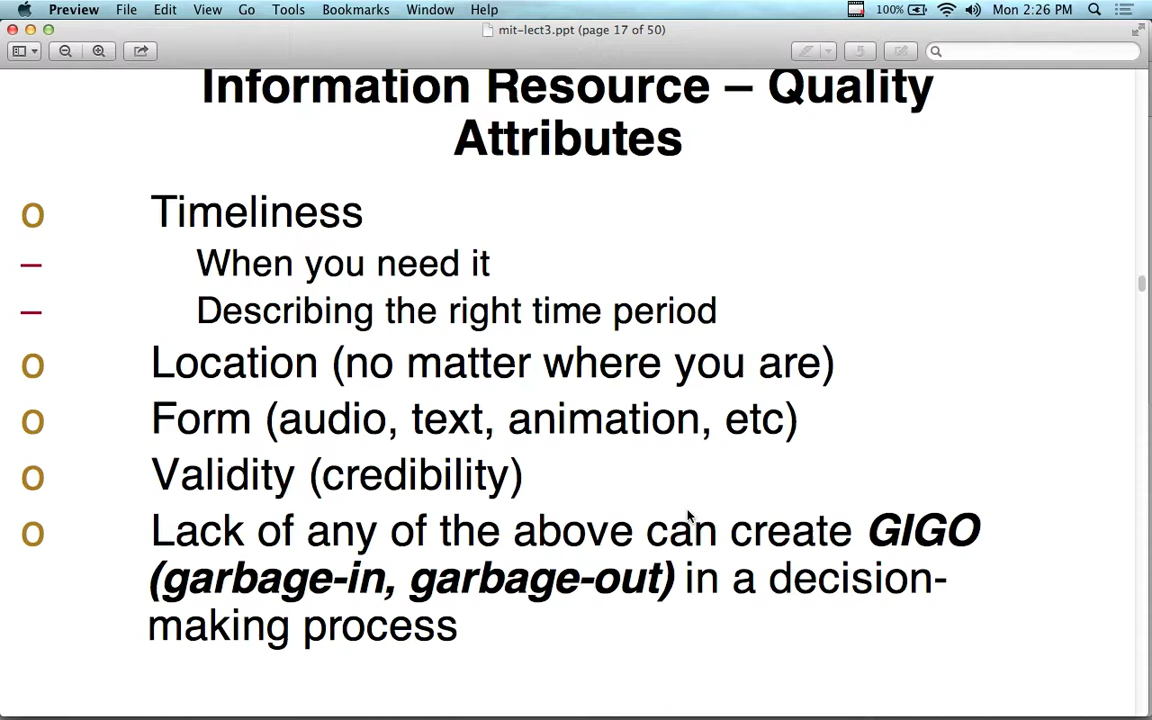 Preview File Edit View Go Tools Bookmarks Window Help 100% Mon 2:26 PM
mit-lect3.ppt (page 17 of 50)
Information Resource – Quality
Attributes
o Timeliness
– When you need it
– Describing the right time period
o Location (no matter where you are)
o Form (audio, text, animation, etc)
o Validity (credibility)
o Lack of any of the above can create GIGO
(garbage-in, garbage-out) in a decision-
making process